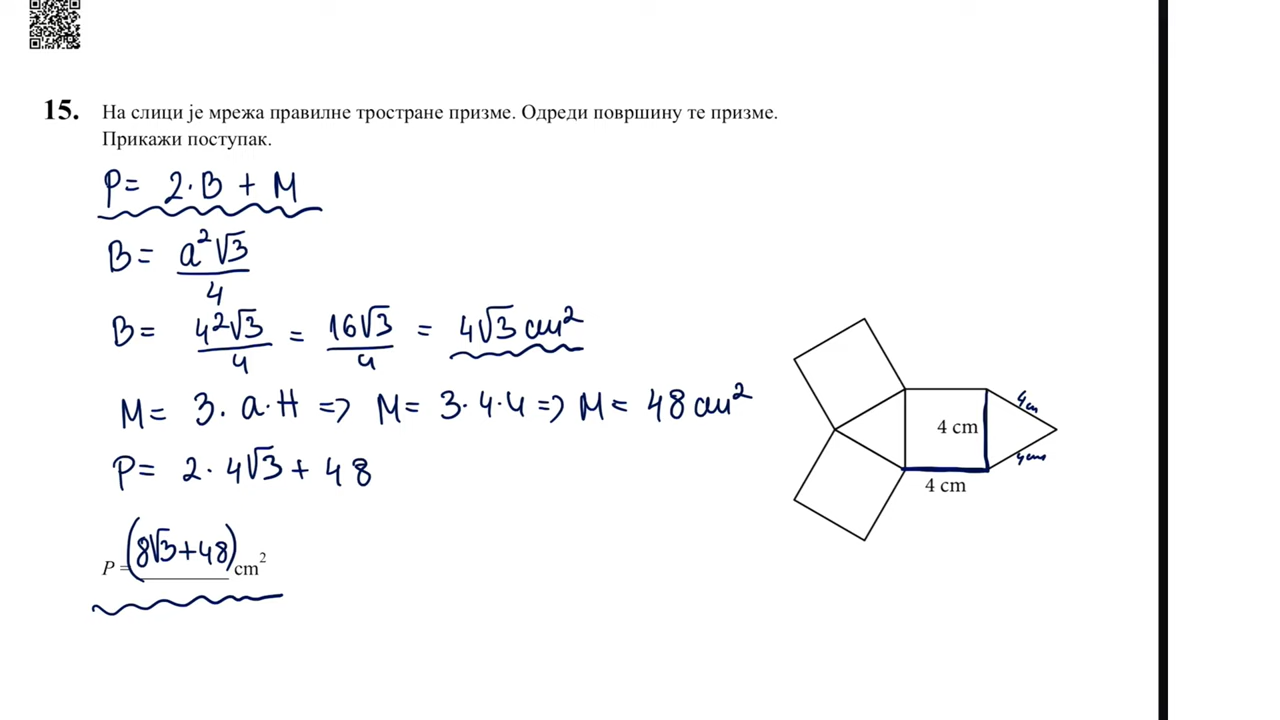 15. На слици је мрежа правилне тростране призме. Одреди површину те призме.
Прикажи поступак.
P = 2·B + M
B = a²√3/4
B = 4²√3/4 = 16√3/4 = 4√3 cm²
M = 3·a·H => M = 3·4·4 => M = 48 cm²
P = 2·4√3 + 48
P = (8√3+48) cm²
4 cm
4 cm
4 cm
4 cm